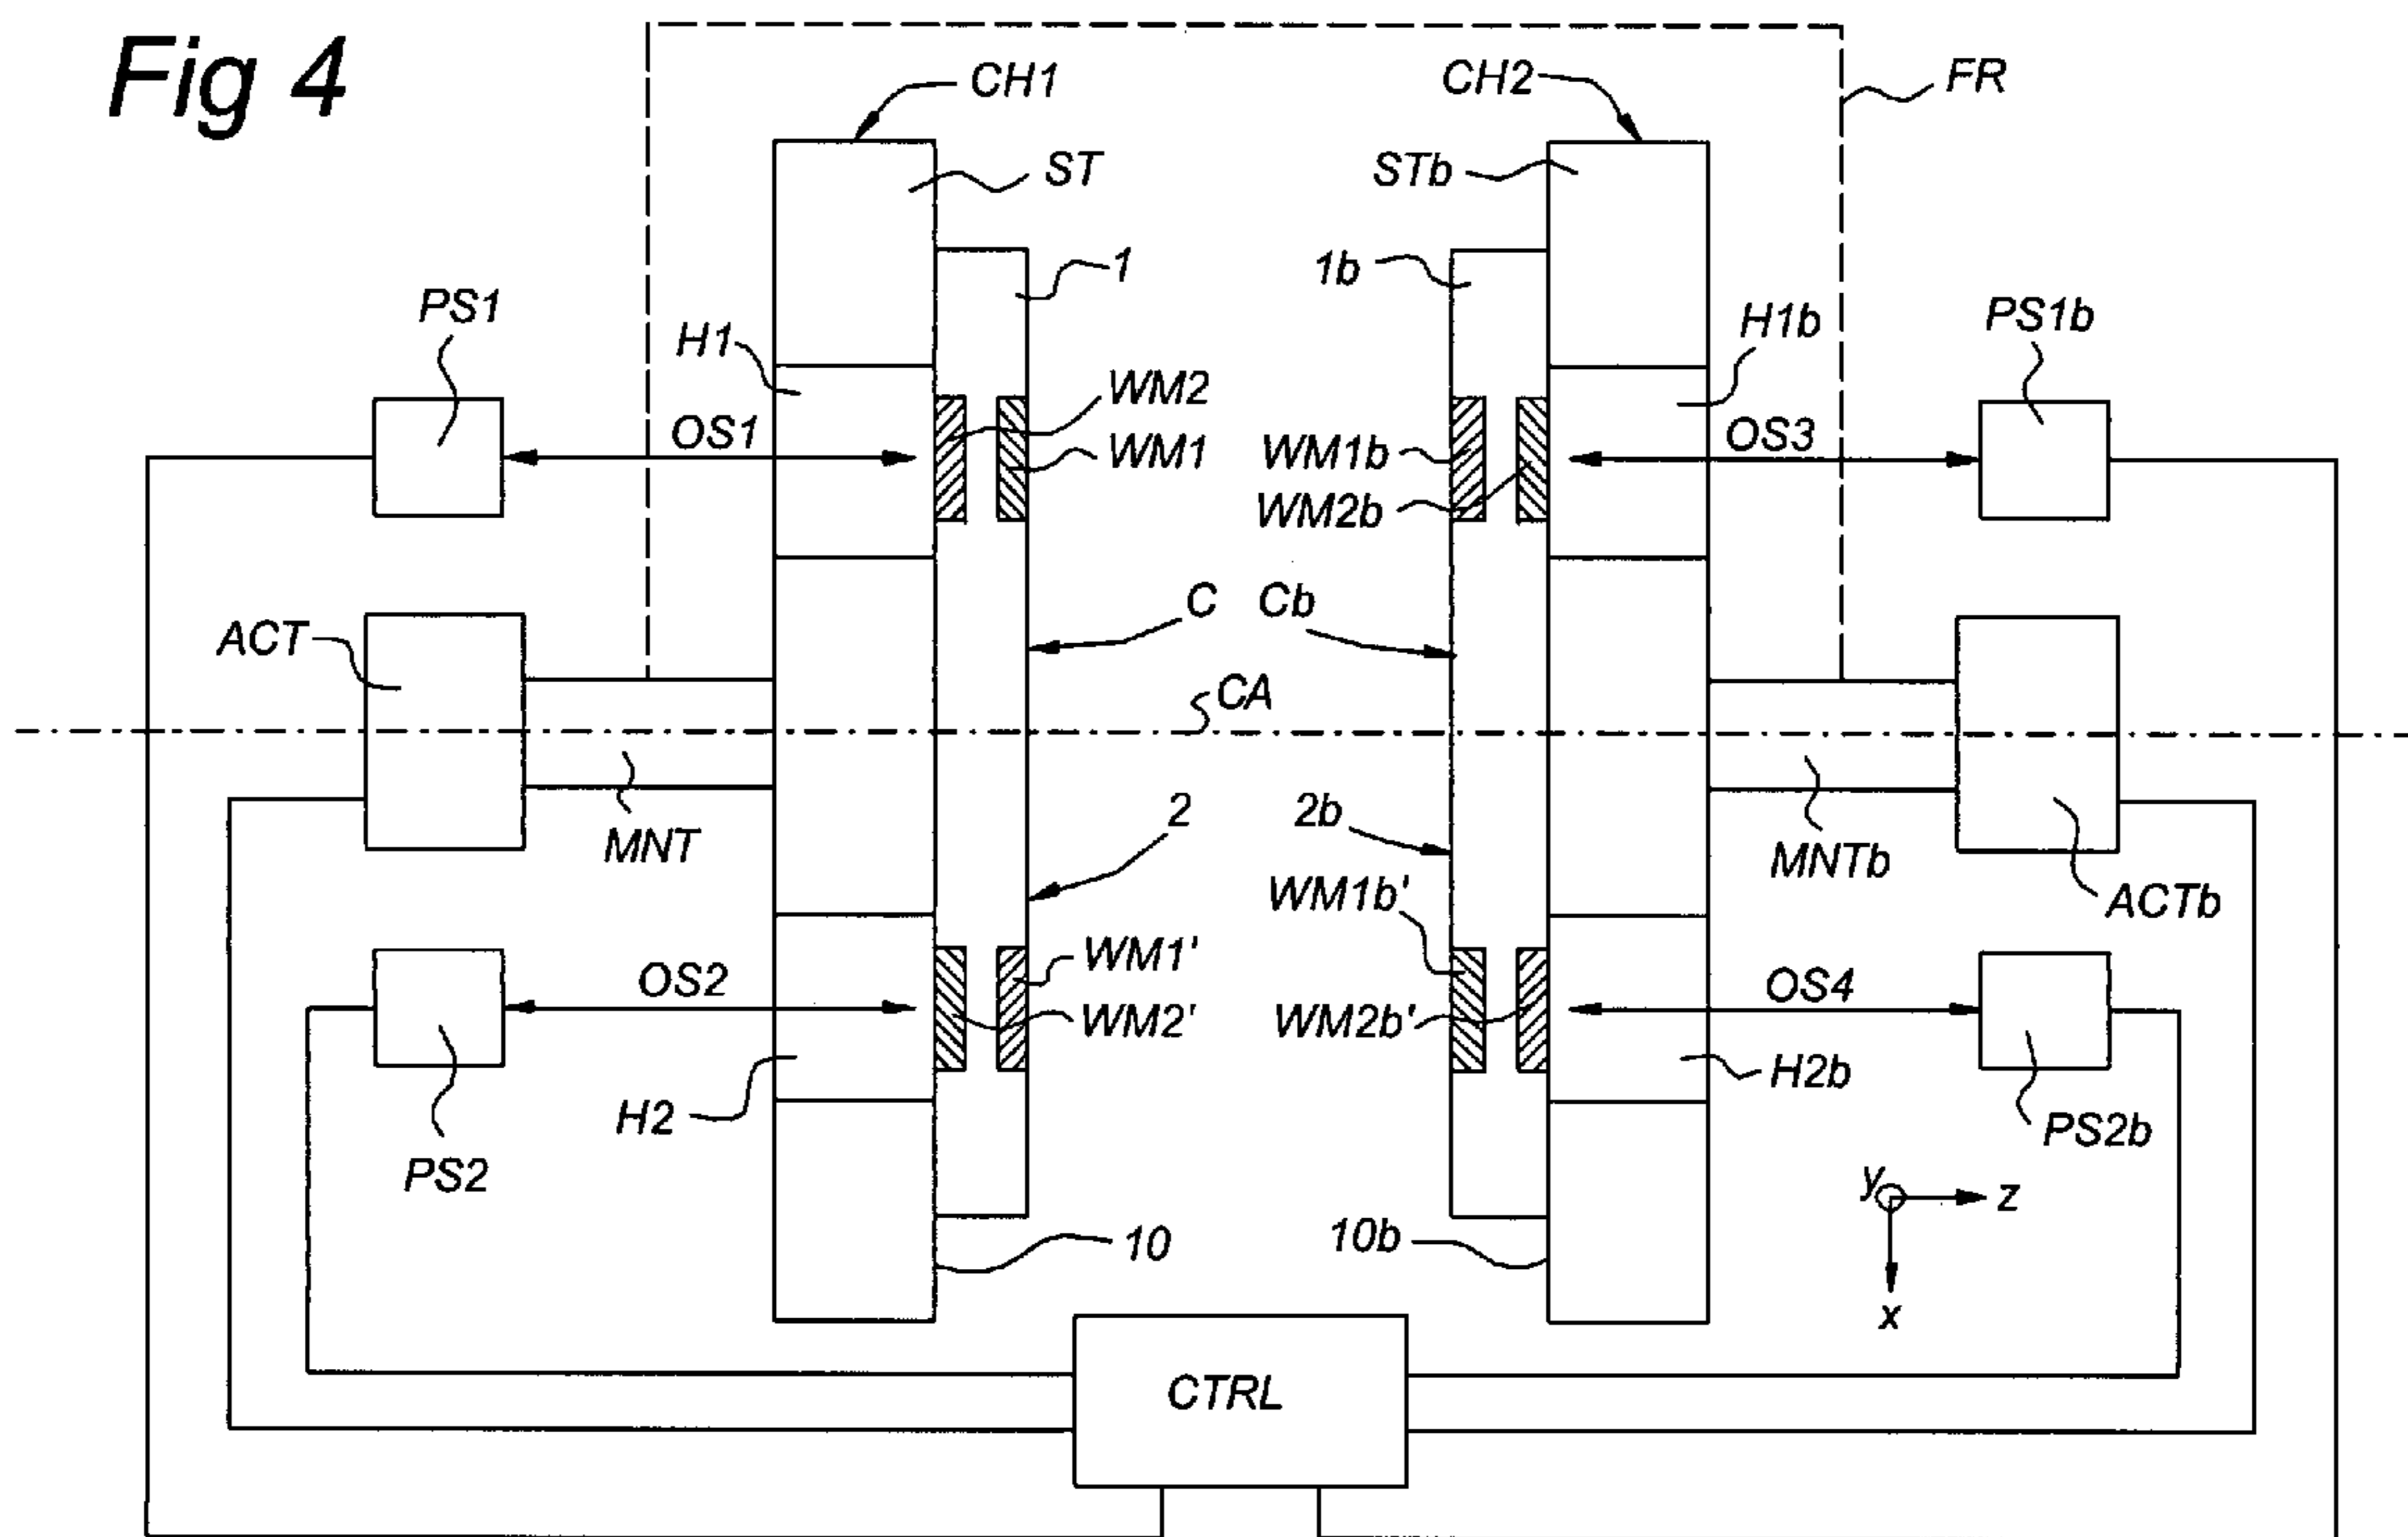 Fig 4
CH1
CH2
FR
ST
STb
1
1b
PS1
H1
H1b
PS1b
WM2
OS1
WM1
WM1b
OS3
WM2b
ACT
C
Cb
CA
MNT
2
2b
MNTb
WM1b'
ACTb
OS2
WM1'
WM2'
WM2b'
OS4
H2
H2b
PS2
PS2b
y
z
10
10b
x
CTRL